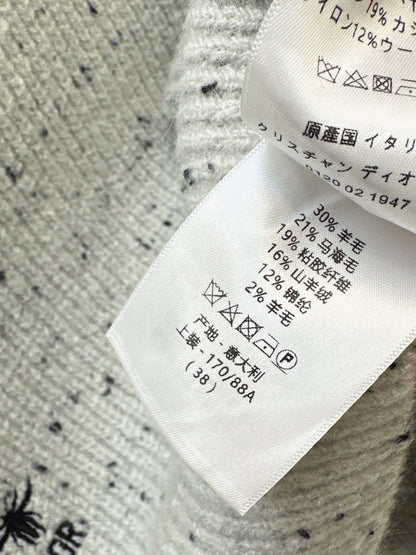 19% カシ
イロン12%ウー
原産国 イタリ
クリスチャン ディオ
0120 02 1947
30% 羊毛
21% 马海毛
19% 粘胶纤维
16% 山羊绒
12% 锦纶
2% 羊毛
P
产地 - 意大利
上装 - 170/88A
(38)
OR